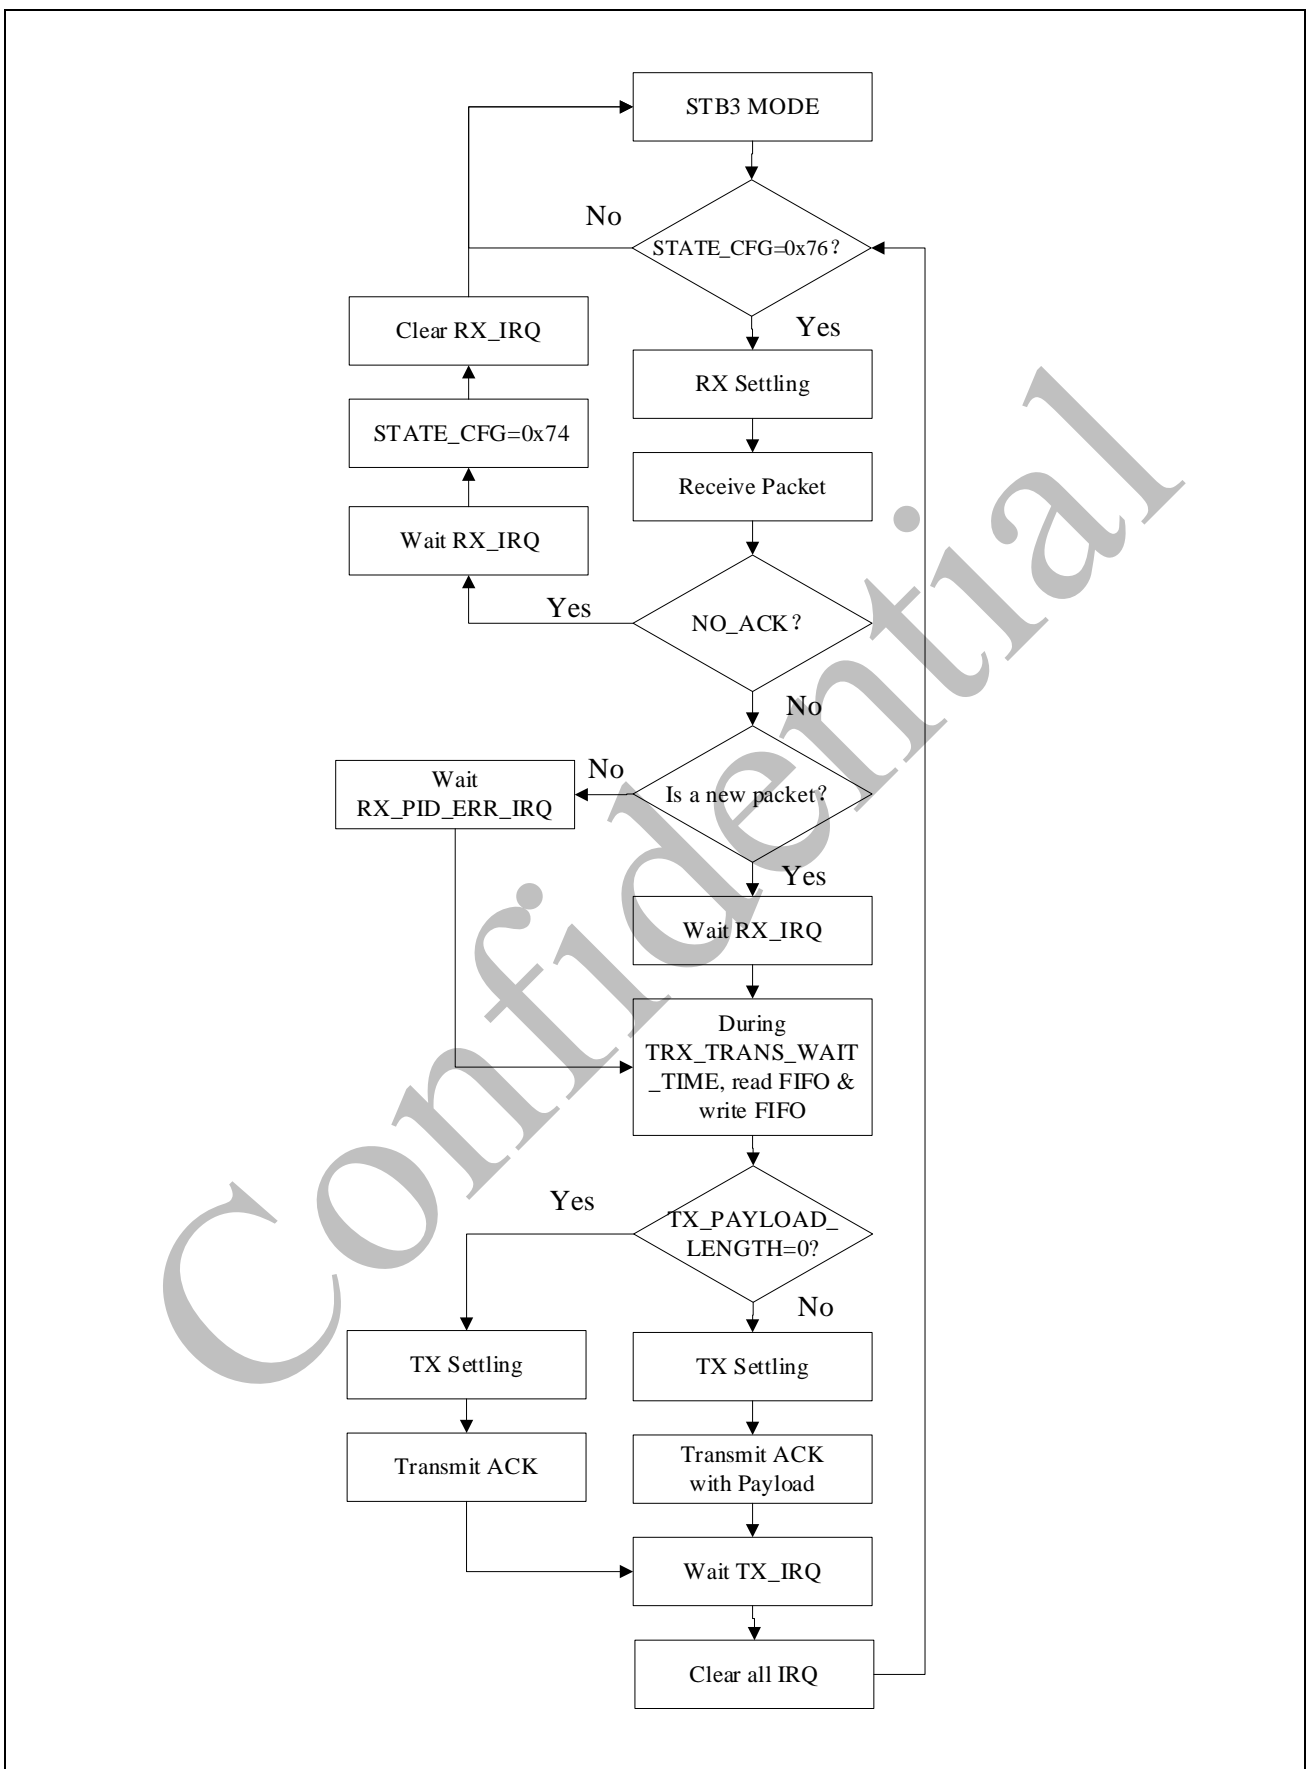 STB3 MODE
No
STATE_CFG=0x76?
Yes
Clear RX_IRQ
RX Settling
STATE_CFG=0x74
Receive Packet
Wait RX_IRQ
Yes
NO_ACK?
No
Wait
RX_PID_ERR_IRQ
No
Is a new packet?
Yes
Wait RX_IRQ
During
TRX_TRANS_WAIT
_TIME, read FIFO &
write FIFO
Yes
TX_PAYLOAD_
LENGTH=0?
No
TX Settling
TX Settling
Transmit ACK
Transmit ACK
with Payload
Wait TX_IRQ
Clear all IRQ
Confidential